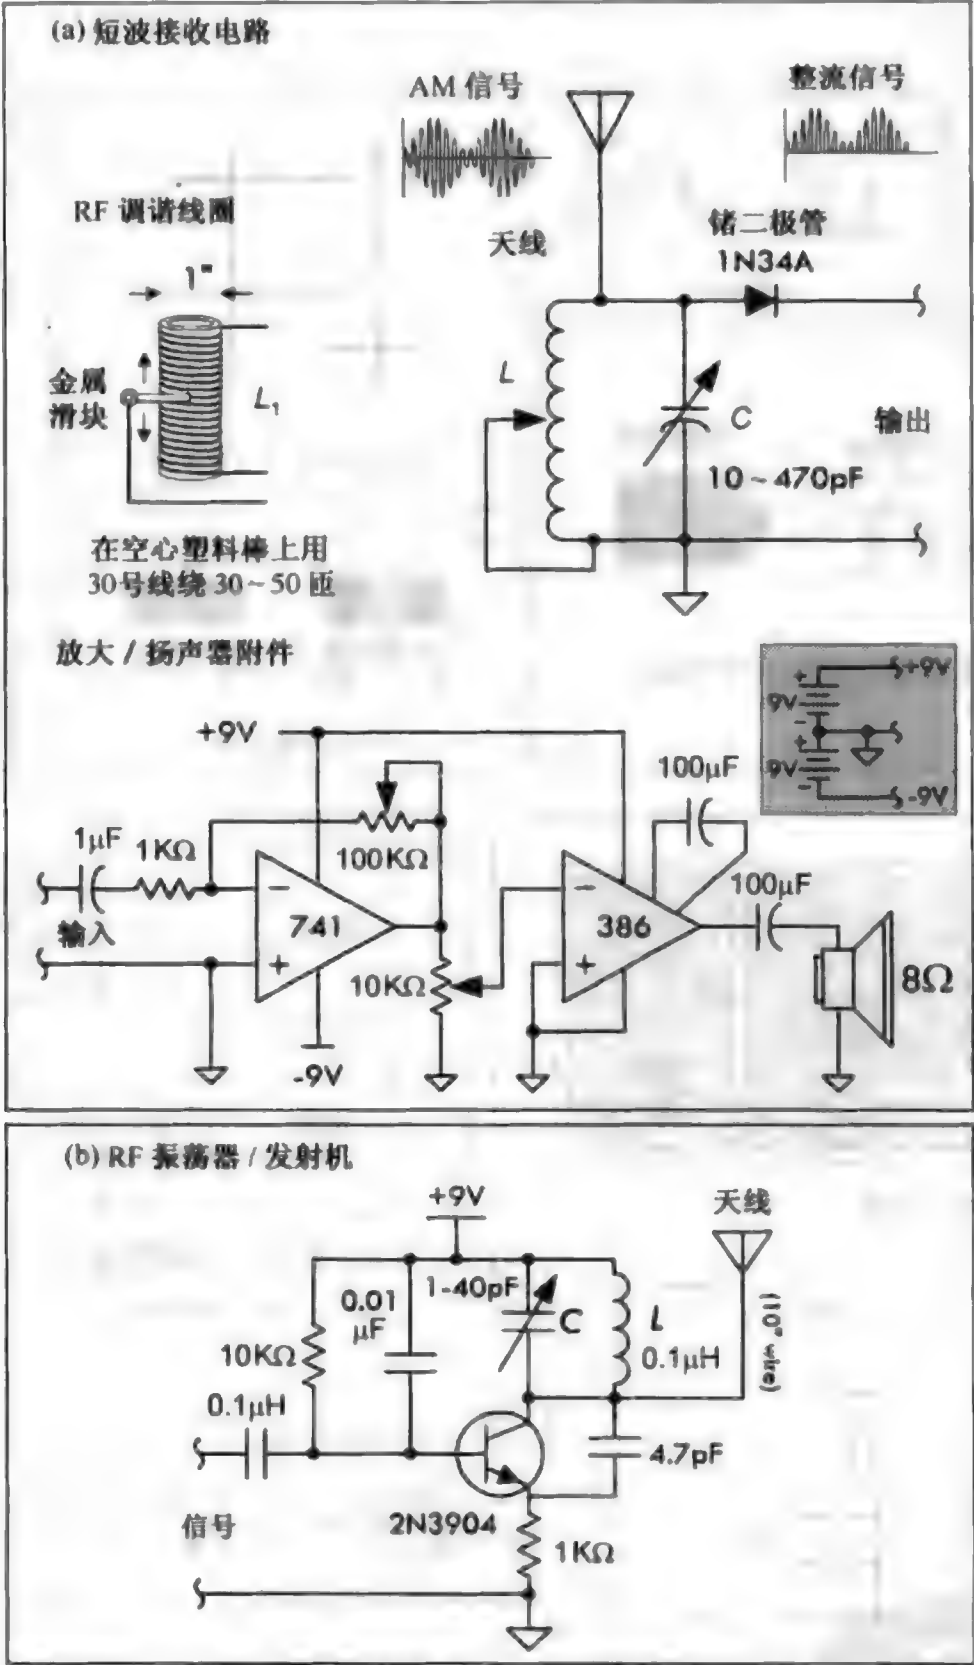 (a) 短波接收电路
AM 信号
整流信号
RF 调谐线圈
天线
锗二极管
1N34A
1"
金属
滑块
L₁
L
C
输出
10～470pF
在空心塑料棒上用
30号线绕 30～50 匝
放大 / 扬声器附件
+9V
+
9V
-
+9V
+
9V
-
-9V
100μF
1μF
1KΩ
100KΩ
100μF
输入
−
741
+
10KΩ
−
386
+
8Ω
-9V
(b) RF 振荡器 / 发射机
+9V
天线
1-40pF
0.01
μF
C
L
0.1μH
(10" wire)
10KΩ
0.1μH
4.7pF
信号
2N3904
1KΩ